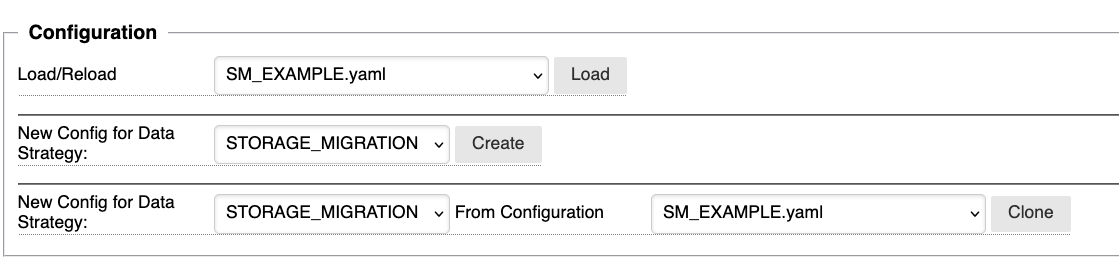 Configuration
Load/Reload SM_EXAMPLE.yaml Load
New Config for Data
Strategy: STORAGE_MIGRATION Create
New Config for Data
Strategy: STORAGE_MIGRATION From Configuration SM_EXAMPLE.yaml Clone